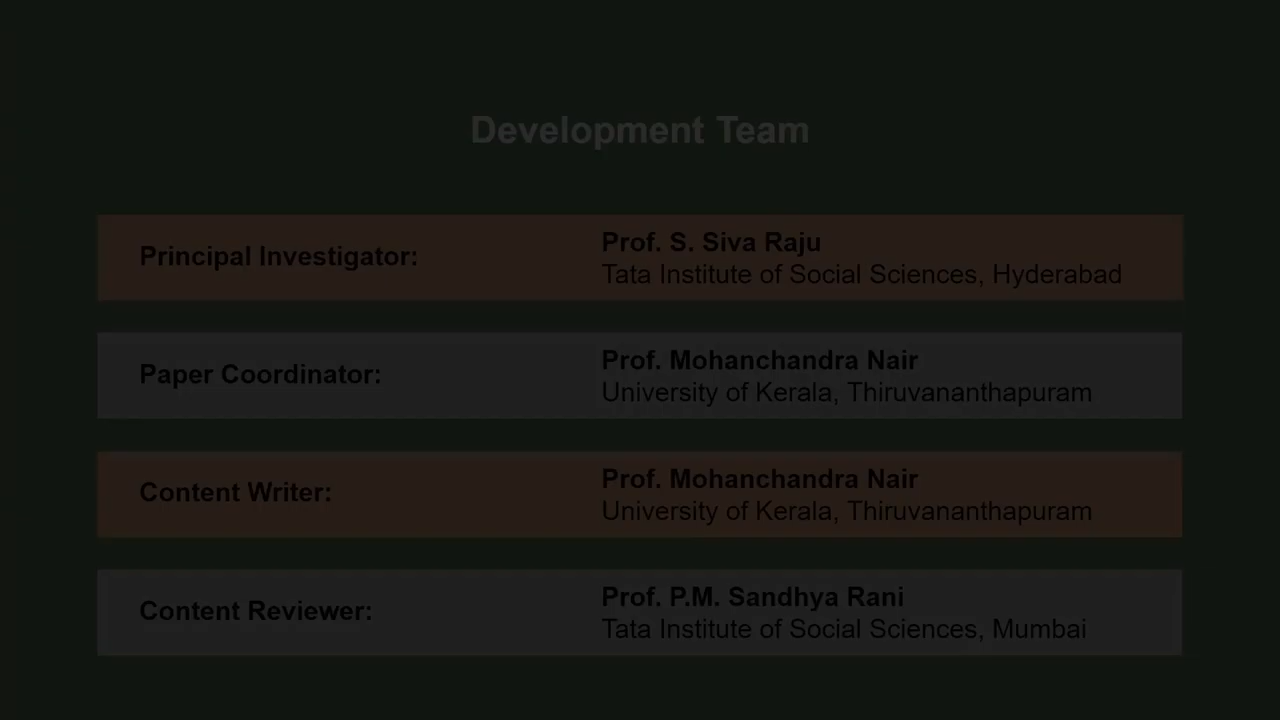 Development Team
Principal Investigator:
Prof. S. Siva Raju
Tata Institute of Social Sciences, Hyderabad
Paper Coordinator:
Prof. Mohanchandra Nair
University of Kerala, Thiruvananthapuram
Content Writer:
Prof. Mohanchandra Nair
University of Kerala, Thiruvananthapuram
Content Reviewer:
Prof. P.M. Sandhya Rani
Tata Institute of Social Sciences, Mumbai